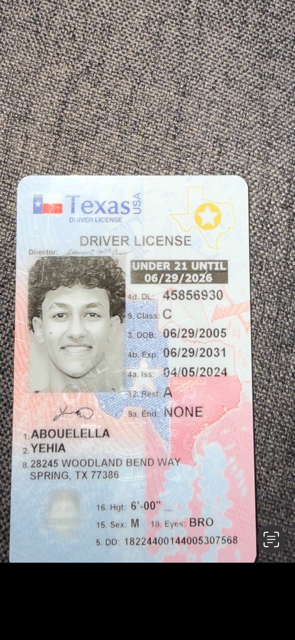 Texas USA
DRIVER LICENSE
DRIVER LICENSE
Director:
UNDER 21 UNTIL
06/29/2026
4d. DL: 45856930
9. Class: C
3. DOB: 06/29/2005
4b. Exp: 06/29/2031
4a. Iss: 04/05/2024
12. Rest: A
9a. End: NONE
1. ABOUELELLA
2. YEHIA
8. 28245 WOODLAND BEND WAY
SPRING, TX 77386
16. Hgt: 6'-00"
15. Sex: M 18. Eyes: BRO
5. DD: 18224400144005307568